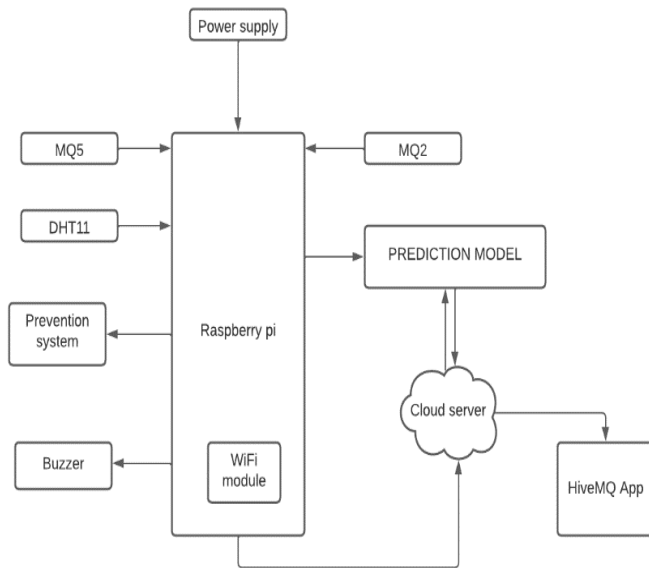 Power supply
MQ5
MQ2
DHT11
PREDICTION MODEL
Prevention
system
Raspberry pi
Cloud server
Buzzer
WiFi
module
HiveMQ App